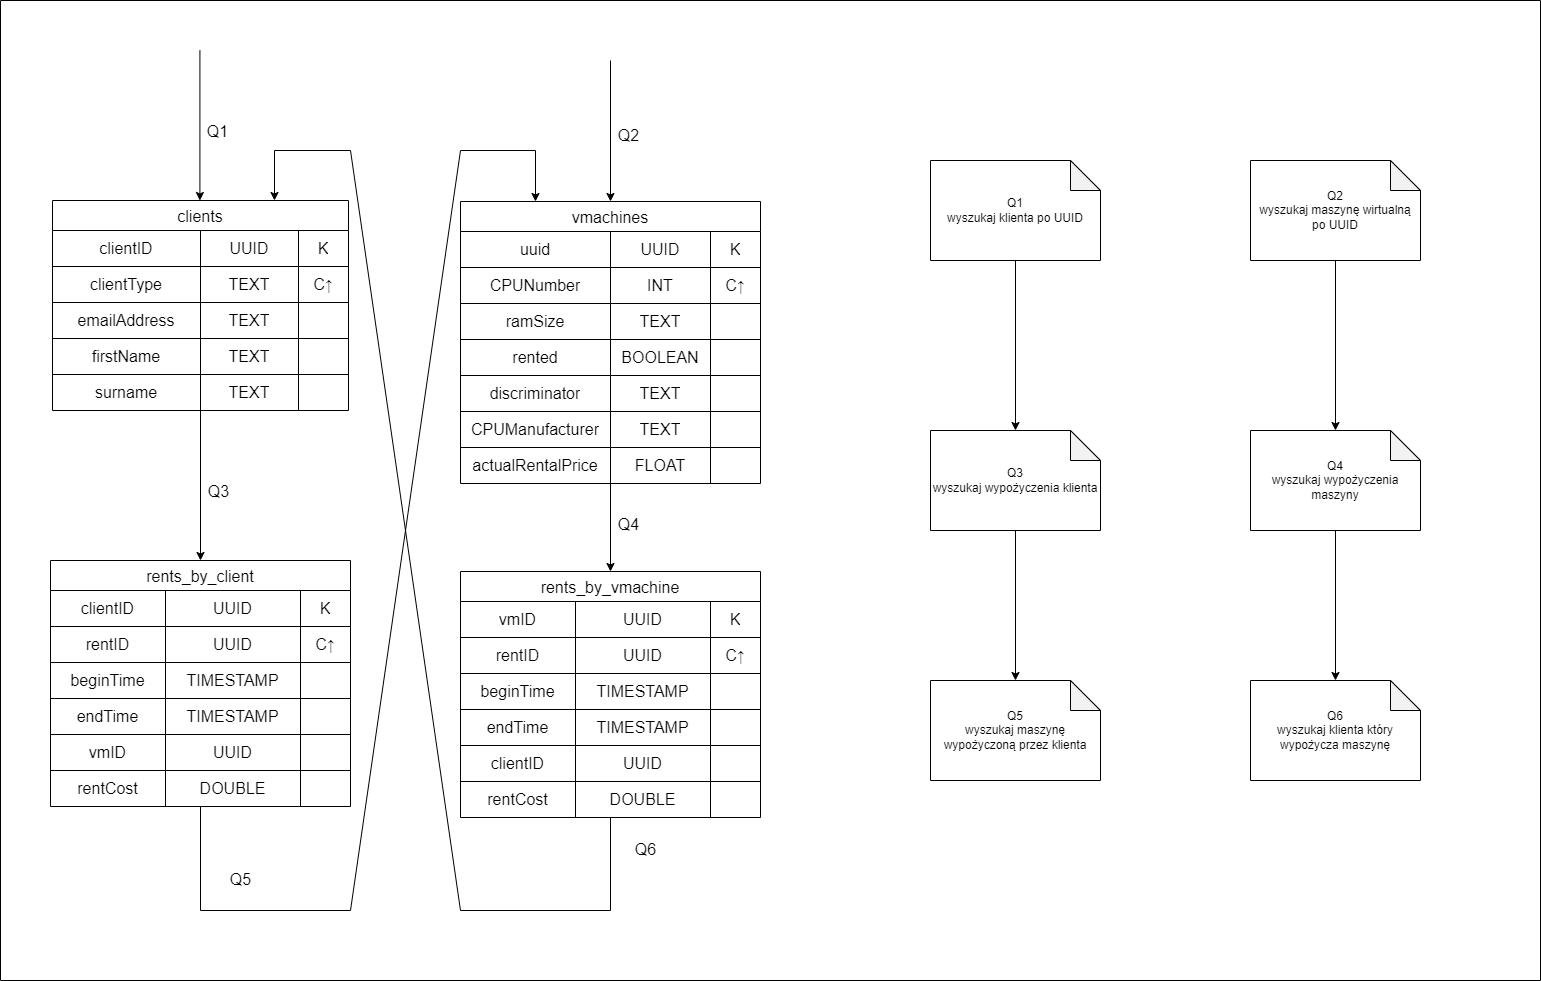 Q1
Q2
clients
clientID UUID K
clientType TEXT C↑
emailAddress TEXT
firstName TEXT
surname TEXT
vmachines
uuid UUID K
CPUNumber INT C↑
ramSize TEXT
rented BOOLEAN
discriminator TEXT
CPUManufacturer TEXT
actualRentalPrice FLOAT
Q3
Q4
rents_by_client
clientID UUID K
rentID UUID C↑
beginTime TIMESTAMP
endTime TIMESTAMP
vmID UUID
rentCost DOUBLE
rents_by_vmachine
vmID UUID K
rentID UUID C↑
beginTime TIMESTAMP
endTime TIMESTAMP
clientID UUID
rentCost DOUBLE
Q5
Q6
Q1
wyszukaj klienta po UUID
Q2
wyszukaj maszynę wirtualną
po UUID
Q3
wyszukaj wypożyczenia klienta
Q4
wyszukaj wypożyczenia
maszyny
Q5
wyszukaj maszynę
wypożyczoną przez klienta
Q6
wyszukaj klienta który
wypożycza maszynę